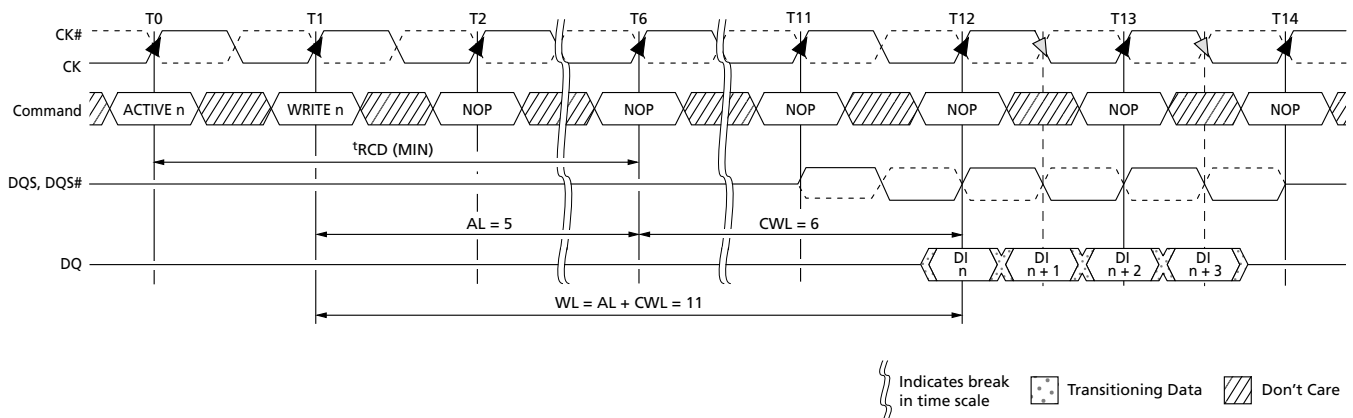 T0 T1 T2 T6 T11 T12 T13 T14
CK#
CK
Command ACTIVE n WRITE n NOP NOP NOP NOP NOP NOP
tRCD (MIN)
DQS, DQS#
AL = 5 CWL = 6
DQ DI n DI n + 1 DI n + 2 DI n + 3
WL = AL + CWL = 11
Indicates break in time scale
Transitioning Data
Don't Care